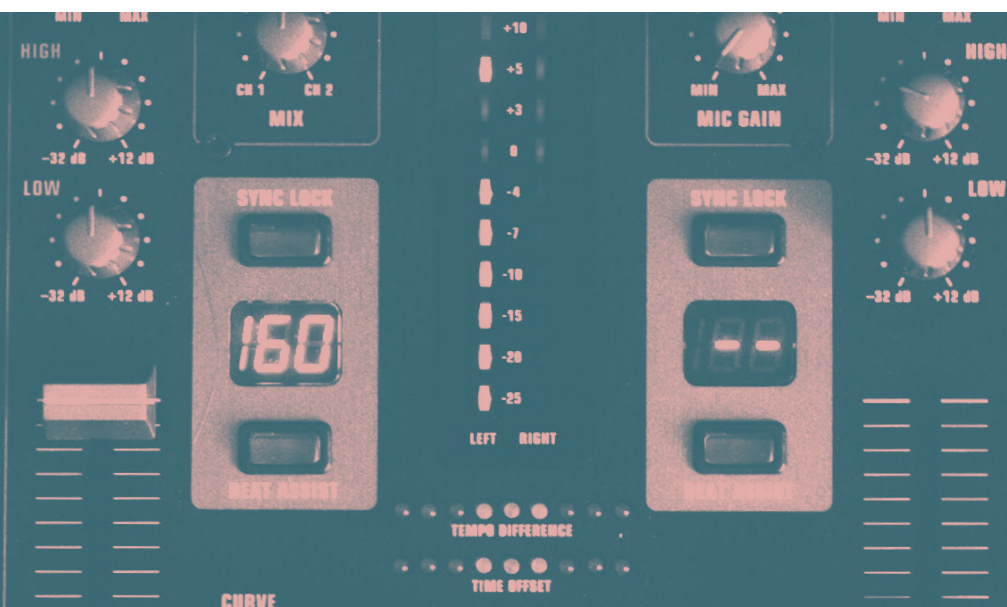 MIN MAX
MIN MAX
HIGH
+10
HIGH
+5
CH 1 CH 2
MIN MAX
+3
MIX
MIC GAIN
0
-32 dB +12 dB
-32 dB +12 dB
LOW
SYNC LOCK
-4
SYNC LOCK
LOW
-7
-10
-32 dB +12 dB
-32 dB +12 dB
-15
160
- -
-20
-25
LEFT RIGHT
BEAT ASSIST
BEAT ASSIST
TEMPO DIFFERENCE
TIME OFFSET
CURVE